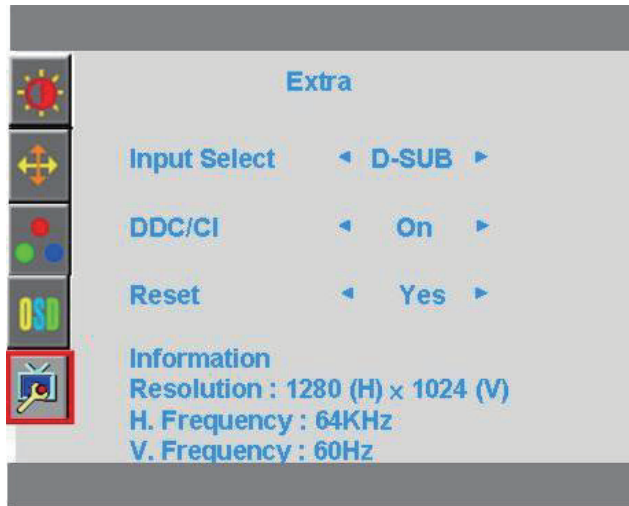 Extra
Input Select ◄ D-SUB ►
DDC/CI ◄ On ►
Reset ◄ Yes ►
OSD
Information
Resolution : 1280 (H) × 1024 (V)
H. Frequency : 64KHz
V. Frequency : 60Hz